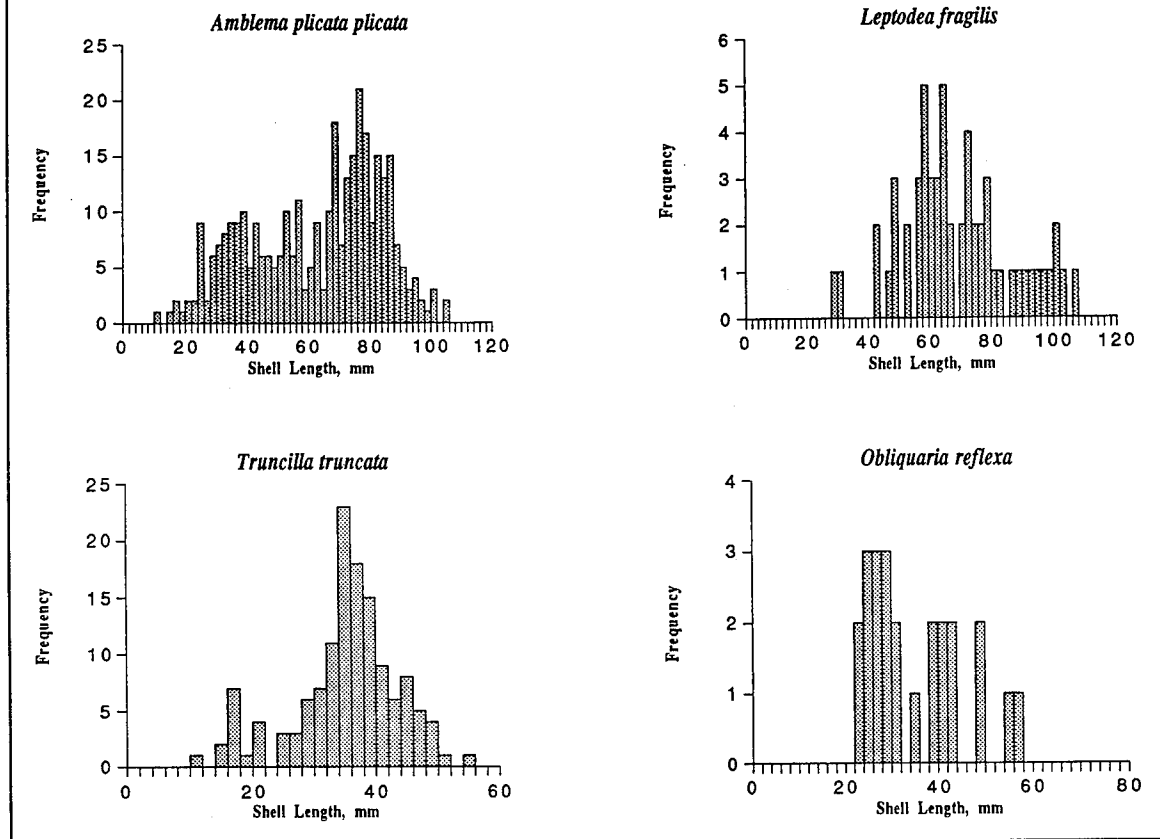 Amblema plicata plicata
25
20
15
10
5
0
Frequency
0 20 40 60 80 100 120
Shell Length, mm
Leptodea fragilis
6
5
4
3
2
1
0
Frequency
0 20 40 60 80 100 120
Shell Length, mm
Truncilla truncata
25
20
15
10
5
0
Frequency
0 20 40 60
Shell Length, mm
Obliquaria reflexa
4
3
2
1
0
Frequency
0 20 40 60 80
Shell Length, mm